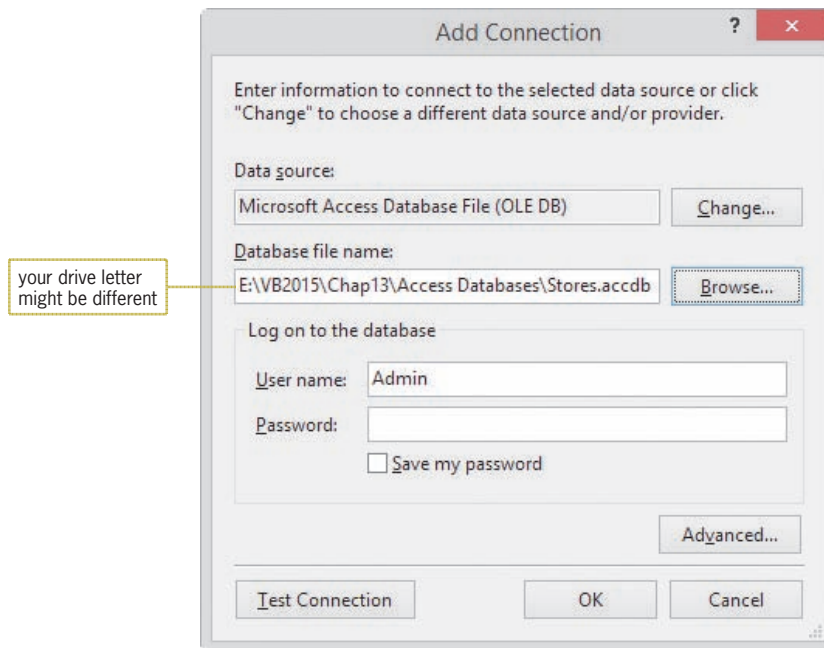 Add Connection
?
×
Enter information to connect to the selected data source or click
"Change" to choose a different data source and/or provider.
Data source:
Microsoft Access Database File (OLE DB)
Change...
Database file name:
your drive letter
might be different
E:\VB2015\Chap13\Access Databases\Stores.accdb
Browse...
Log on to the database
User name:
Admin
Password:
Save my password
Advanced...
Test Connection
OK
Cancel